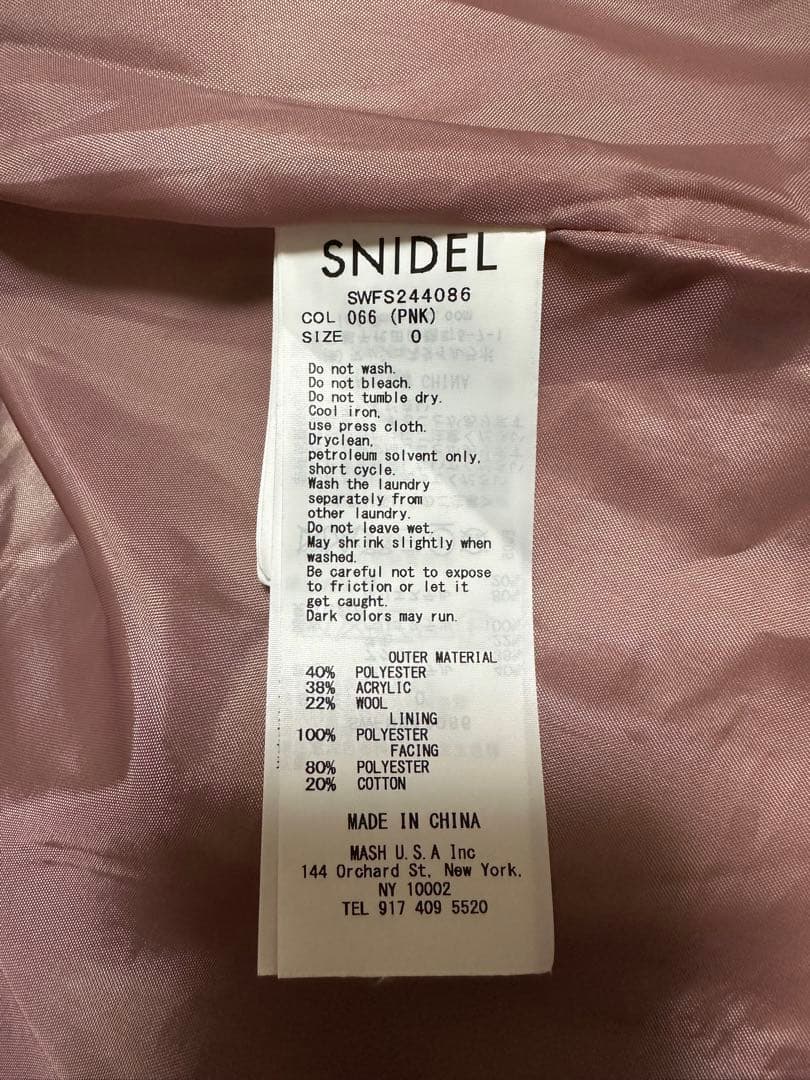 SNIDEL
SWFS244086
COL 066 (PNK)
SIZE 0
Do not wash.
Do not bleach.
Do not tumble dry.
Cool iron,
use press cloth.
Dryclean,
petroleum solvent only,
short cycle.
Wash the laundry
separately from
other laundry.
Do not leave wet.
May shrink slightly when
washed.
Be careful not to expose
to friction or let it
get caught.
Dark colors may run.
OUTER MATERIAL
40% POLYESTER
38% ACRYLIC
22% WOOL
LINING
100% POLYESTER
FACING
80% POLYESTER
20% COTTON
MADE IN CHINA
MASH U.S.A Inc
144 Orchard St, New York,
NY 10002
TEL 917 409 5520